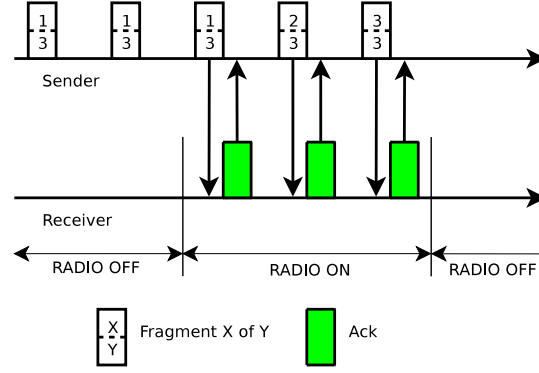 1 1 1 2 3
3 3 3 3 3
Sender
Receiver
RADIO OFF RADIO ON RADIO OFF
X
Y
Fragment X of Y
Ack